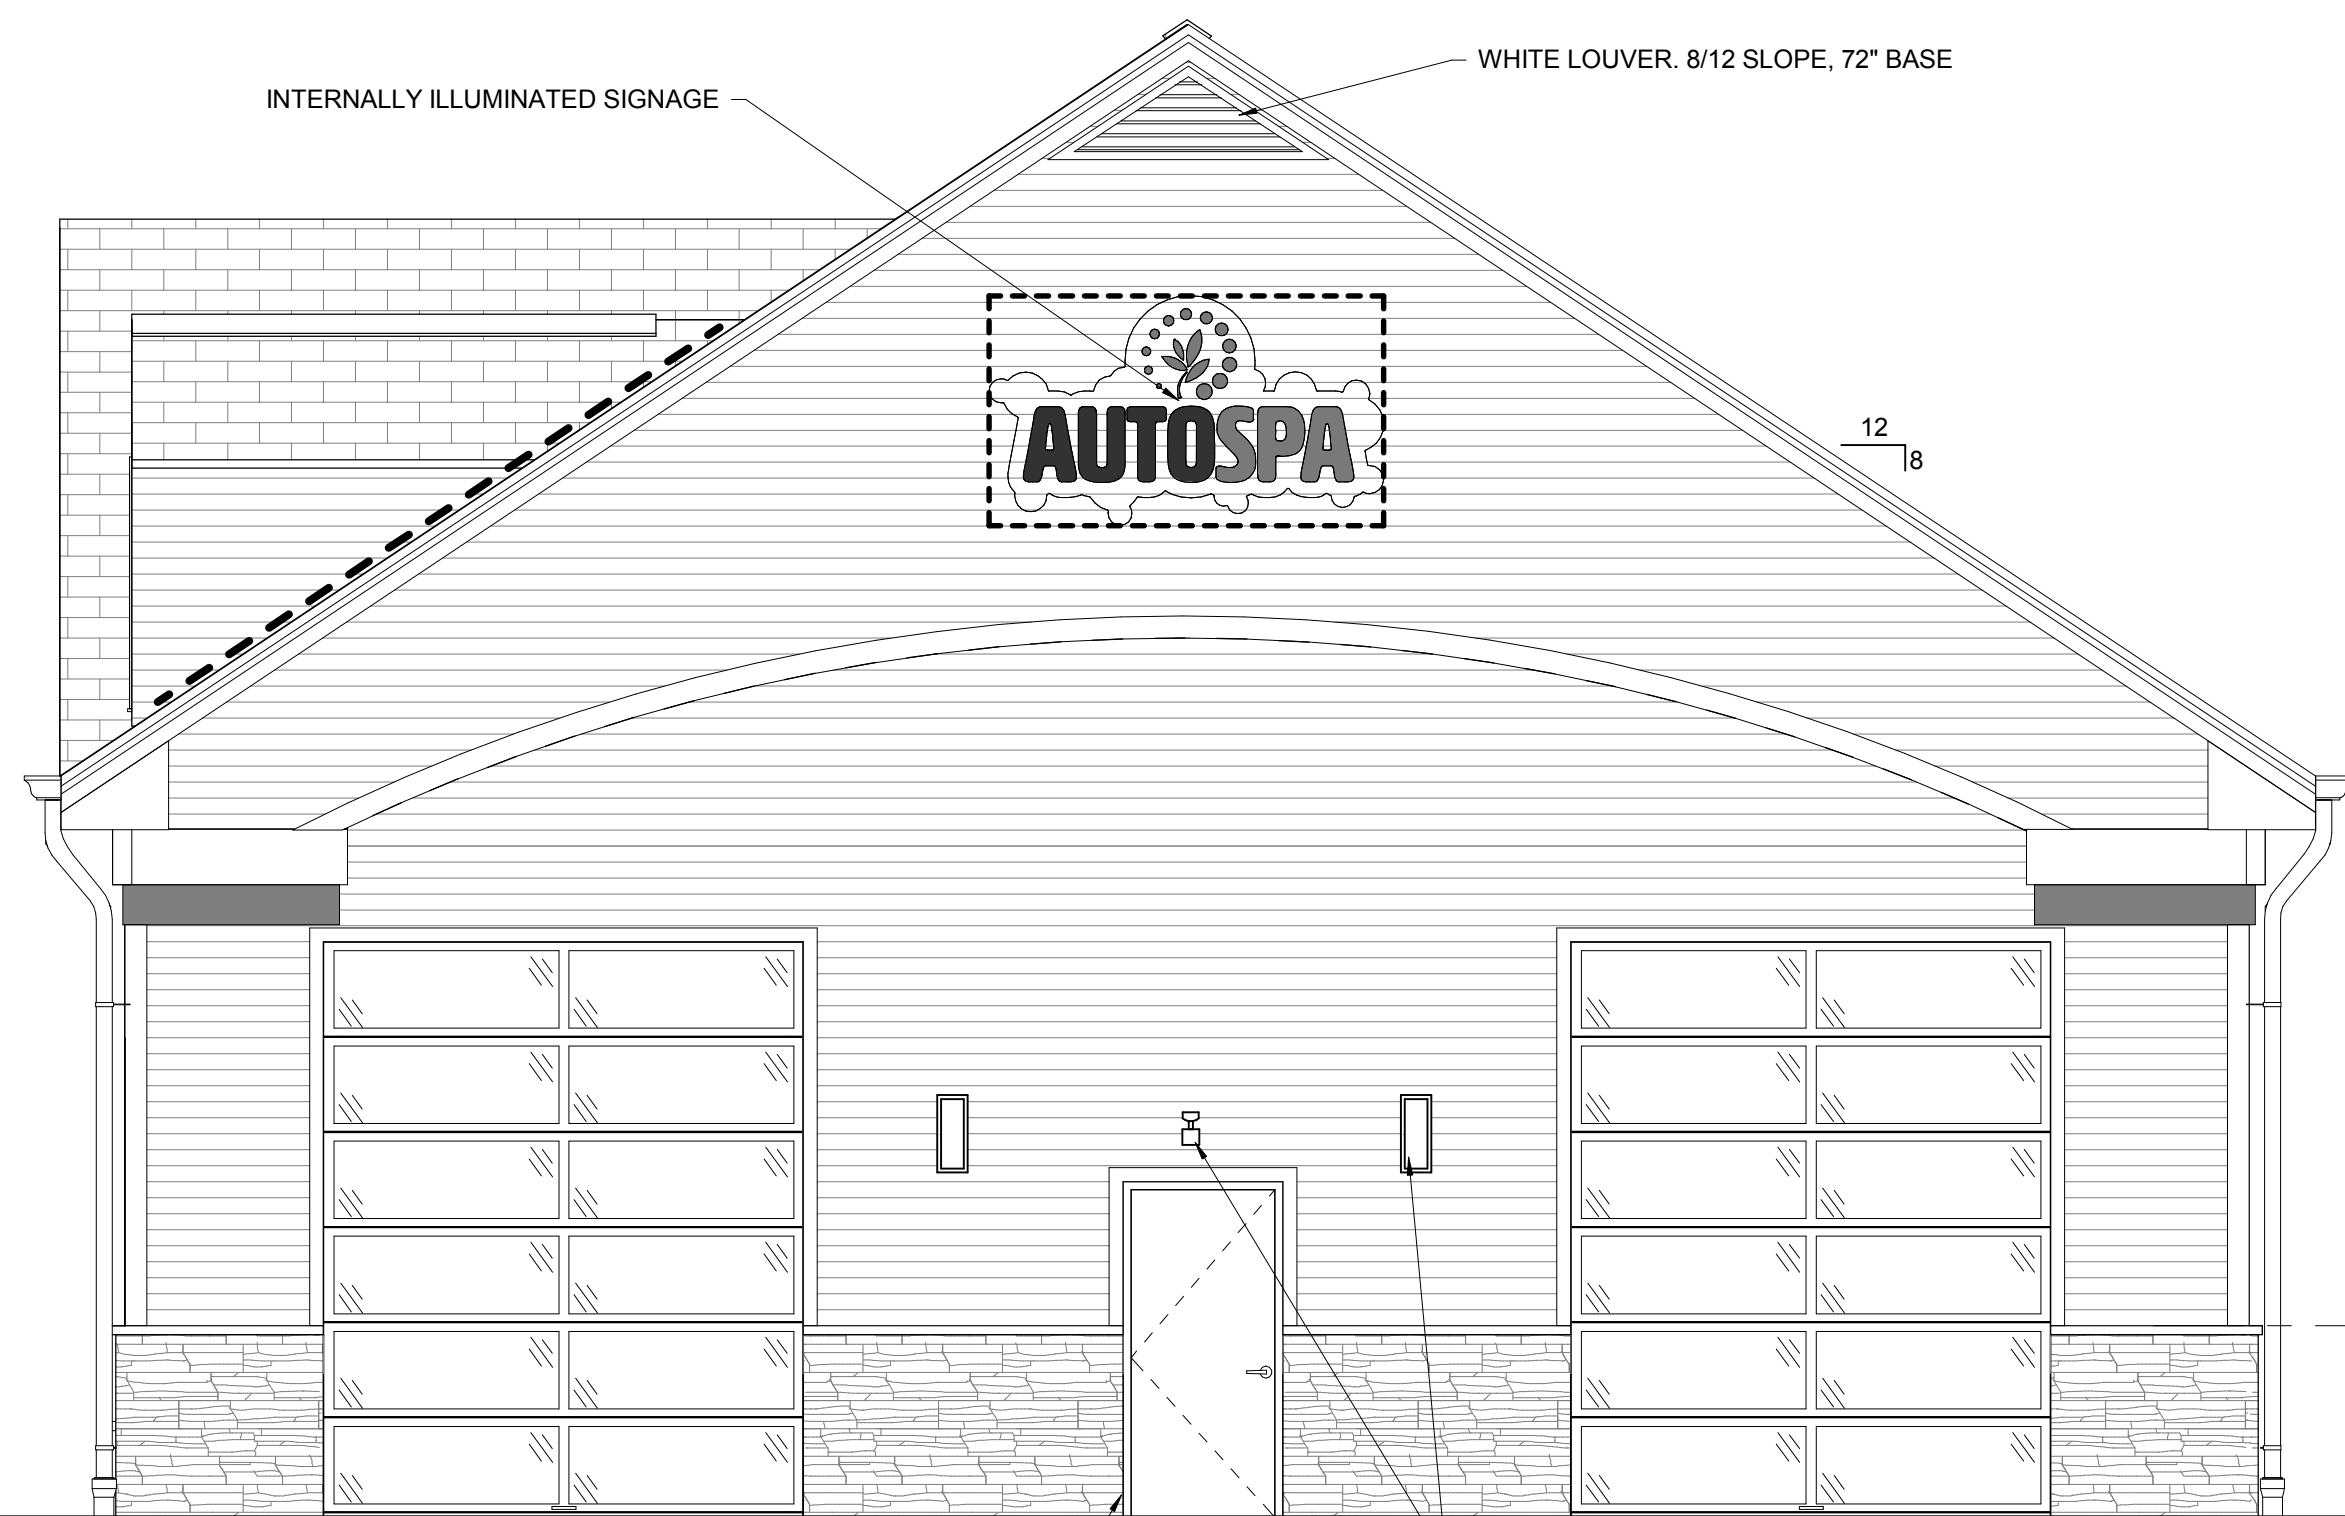 WHITE LOUVER. 8/12 SLOPE, 72" BASE
INTERNALLY ILLUMINATED SIGNAGE
AUTOSPA
12
8